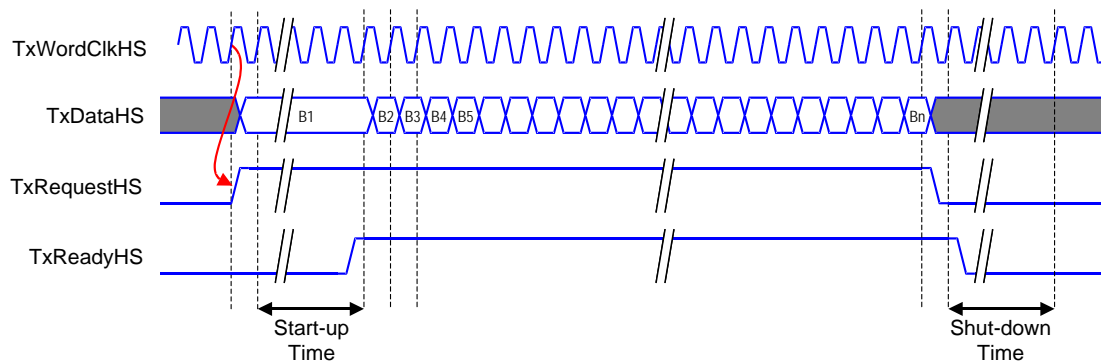 TxWordClkHS
TxDataHS
B1 B2 B3 B4 B5 Bn
TxRequestHS
TxReadyHS
Start-up
Time
Shut-down
Time